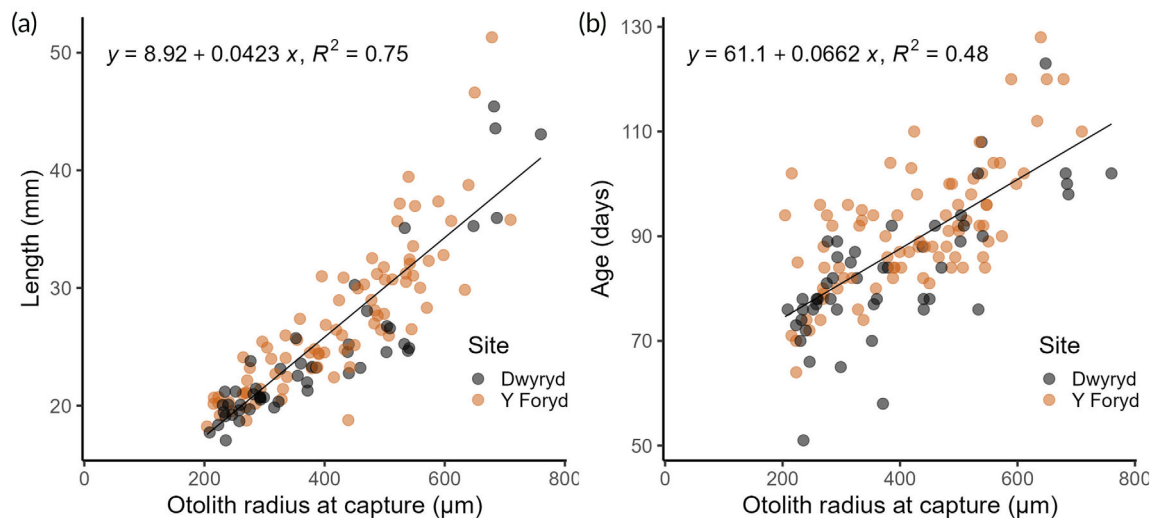 (a)
y = 8.92 + 0.0423 x, R² = 0.75
50
40
30
20
Length (mm)
0
200
400
600
800
Otolith radius at capture (µm)
Site
Dwyryd
Y Foryd
(b)
y = 61.1 + 0.0662 x, R² = 0.48
130
110
90
70
50
Age (days)
0
200
400
600
800
Otolith radius at capture (µm)
Site
Dwyryd
Y Foryd